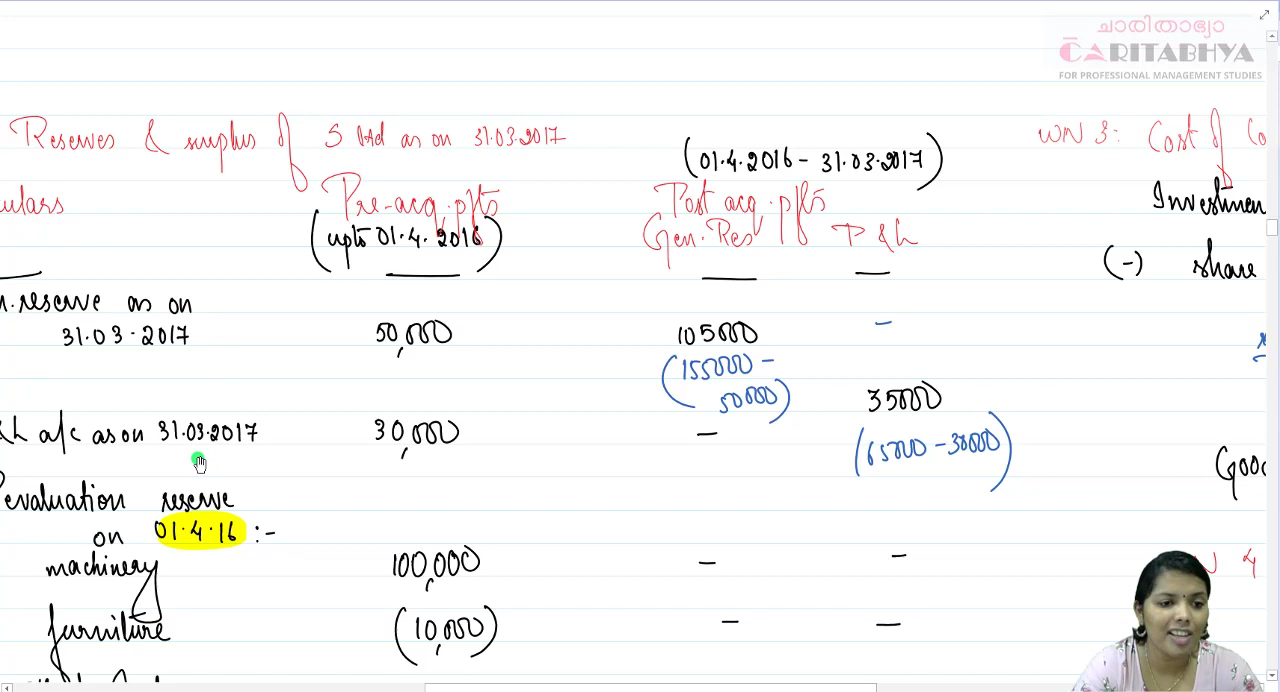 ചാരിതാഭ്യാ
CARITABHYA
FOR PROFESSIONAL MANAGEMENT STUDIES
Reserves & surplus of S Ltd as on 31.03.2017
(01.4.2016 - 31.03.2017)
WN 3: Cost of Co
ulars Pre-acq. pfts Post acq. pfts
Investmen
(upto 01.4.2016) Gen. Res P & L
(-) share
n. reserve as on
31.03.2017 50,000 105000 -
(155000 - 50000)
35000
&L a/c as on 31.03.2017 30,000 -
(65000 - 30000)
Good
Revaluation reserve
on 01.4.16 :-
machinery 100,000 - -
4
furniture (10,000) - -